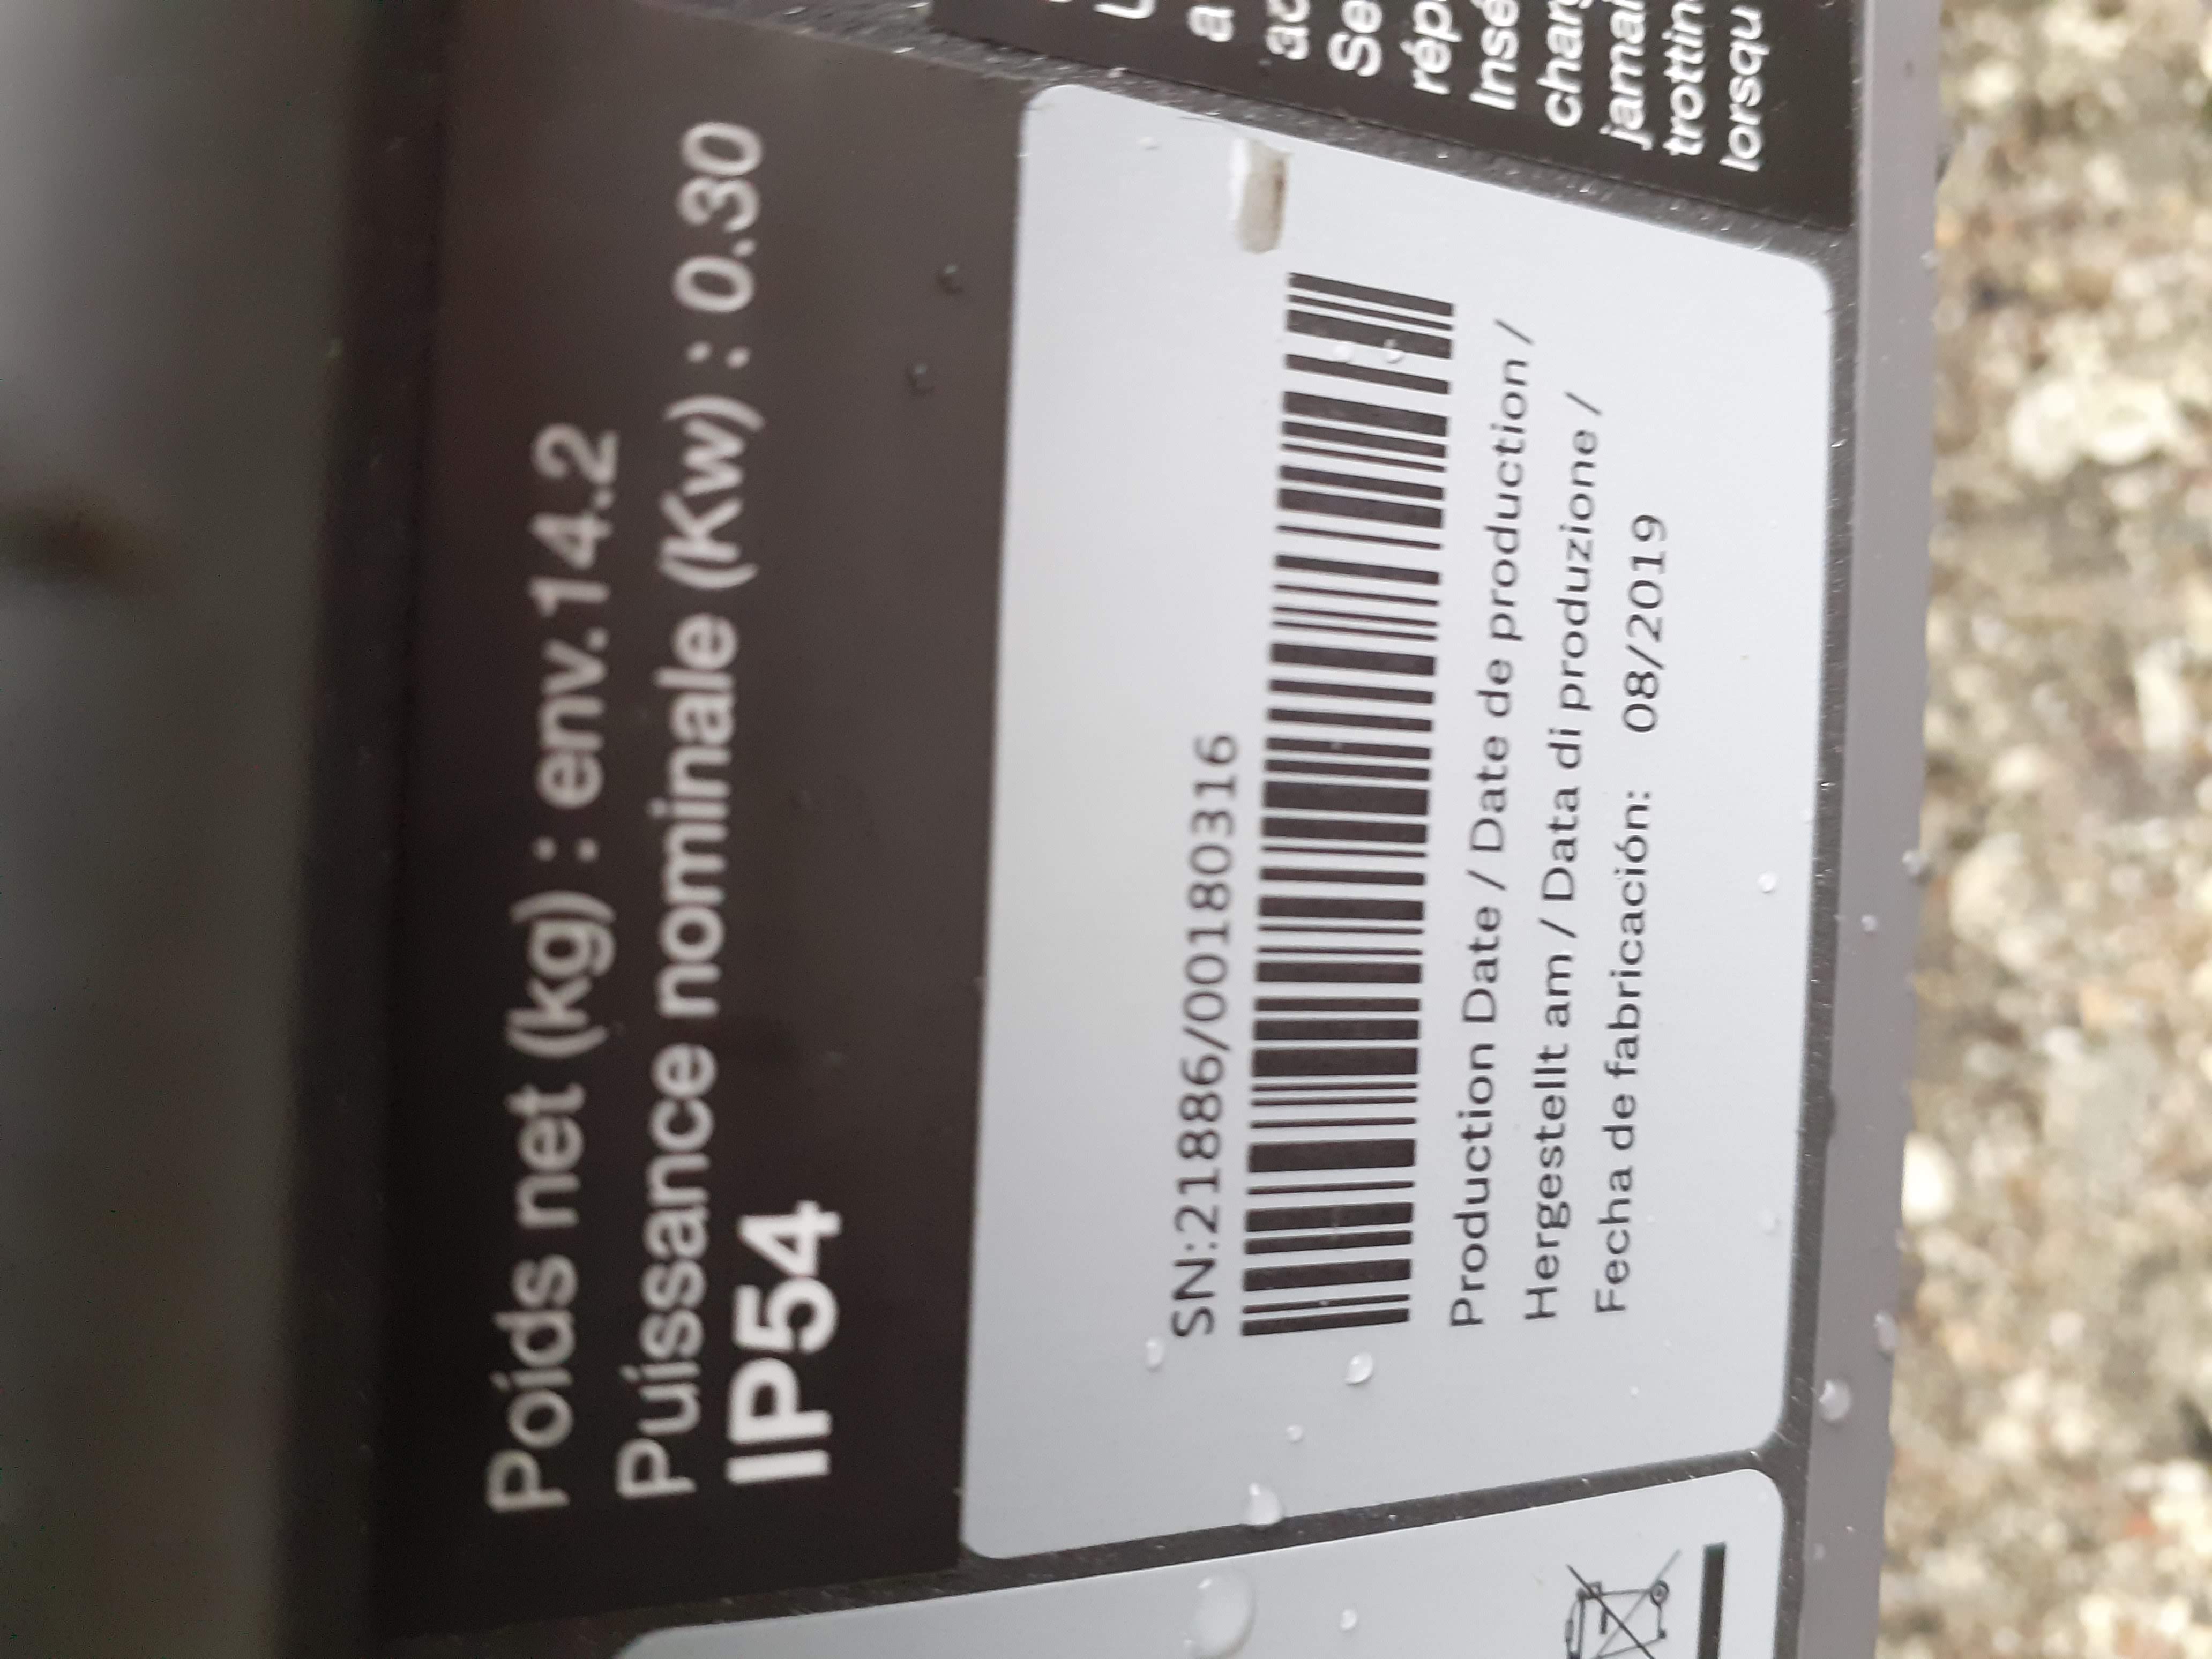 Poids net (kg) : env.14.2
Puissance nominale (Kw) : 0.30
IP54
SN:21886/00180316
Production Date / Date de production /
Hergestellt am / Data di produzione /
Fecha de fabricación: 08/2019
a
Se
rép
Insé
jamai
trottin
lorsqu